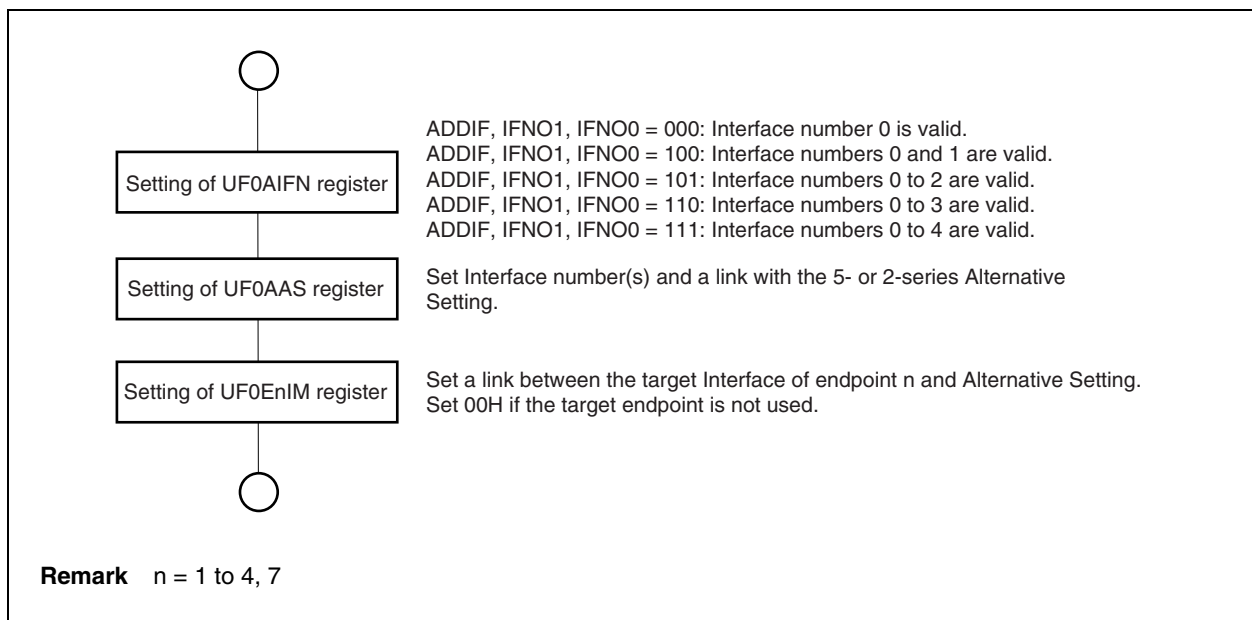 Setting of UF0AIFN register
ADDIF, IFNO1, IFNO0 = 000: Interface number 0 is valid.
ADDIF, IFNO1, IFNO0 = 100: Interface numbers 0 and 1 are valid.
ADDIF, IFNO1, IFNO0 = 101: Interface numbers 0 to 2 are valid.
ADDIF, IFNO1, IFNO0 = 110: Interface numbers 0 to 3 are valid.
ADDIF, IFNO1, IFNO0 = 111: Interface numbers 0 to 4 are valid.
Setting of UF0AAS register
Set Interface number(s) and a link with the 5- or 2-series Alternative
Setting.
Setting of UF0EnIM register
Set a link between the target Interface of endpoint n and Alternative Setting.
Set 00H if the target endpoint is not used.
Remark n = 1 to 4, 7